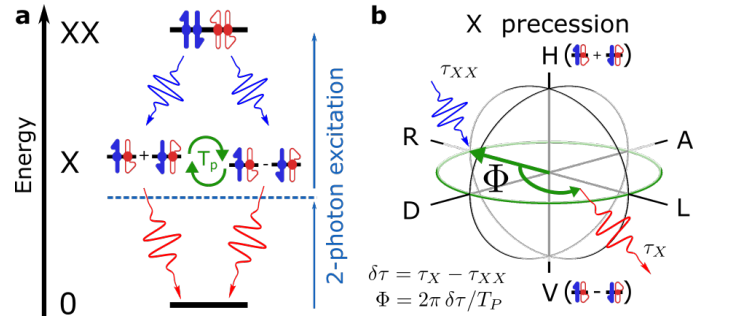 a
XX
Energy
X
+
T_p
-
2-photon excitation
0
b
X precession
H ( + )
τ_XX
R
A
Φ
D
L
τ_X
δτ = τ_X − τ_XX
Φ = 2π δτ/T_P
V ( - )